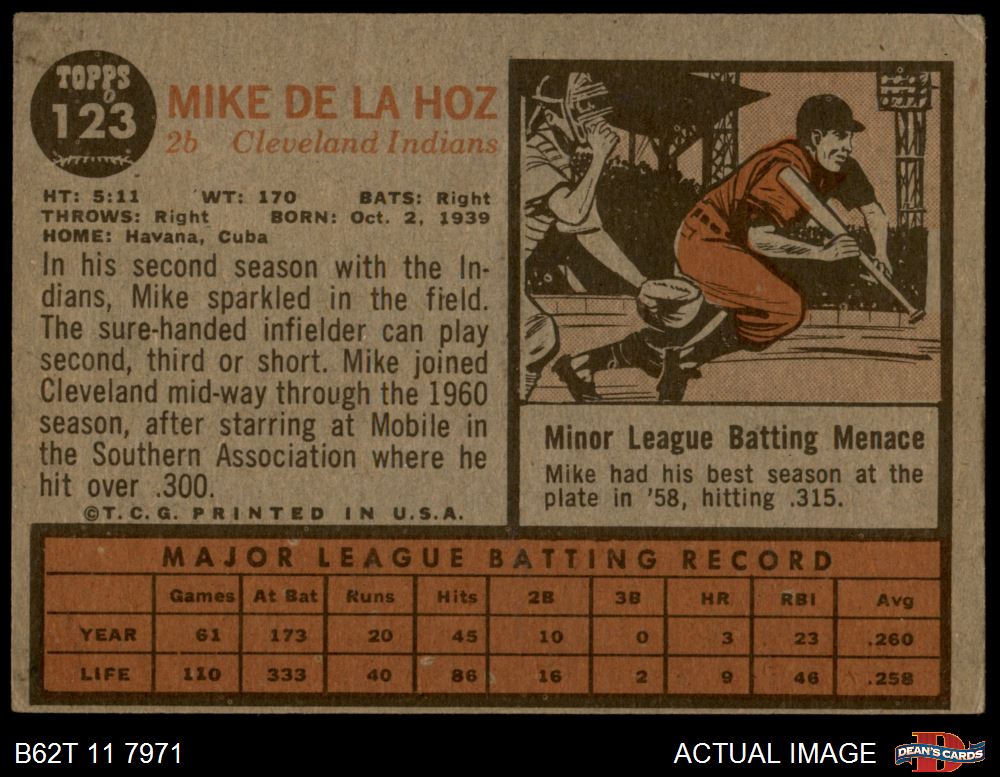 TOPPS
123
MIKE DE LA HOZ
2b Cleveland Indians
HT: 5:11 WT: 170 BATS: Right
THROWS: Right BORN: Oct. 2, 1939
HOME: Havana, Cuba
In his second season with the In-
dians, Mike sparkled in the field.
The sure-handed infielder can play
second, third or short. Mike joined
Cleveland mid-way through the 1960
season, after starring at Mobile in
the Southern Association where he
hit over .300.
©T.C.G. PRINTED IN U.S.A.
Minor League Batting Menace
Mike had his best season at the
plate in '58, hitting .315.
MAJOR LEAGUE BATTING RECORD
Games At Bat Runs Hits 2B 3B HR RBI Avg
YEAR 61 173 20 45 10 0 3 23 .260
LIFE 110 333 40 86 16 2 9 46 .258
B62T 11 7971
ACTUAL IMAGE
D
DEAN'S CARDS